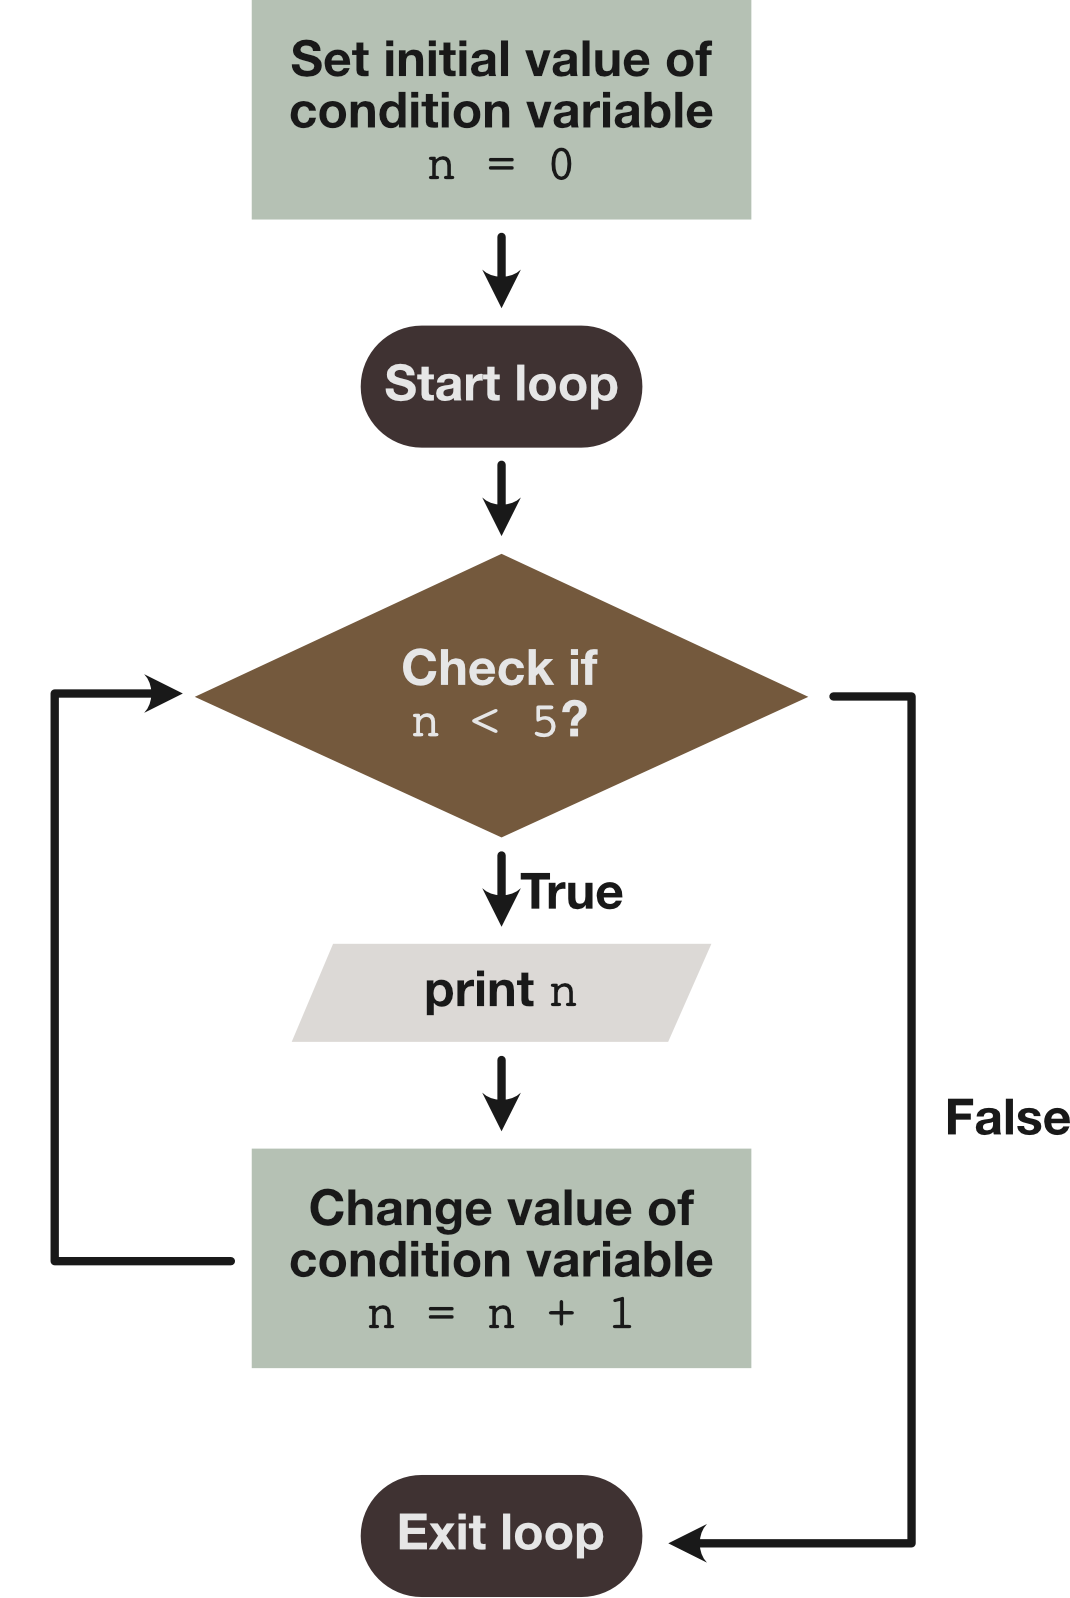 Set initial value of
condition variable
n = 0
Start loop
Check if
n < 5?
True
print n
False
Change value of
condition variable
n = n + 1
Exit loop